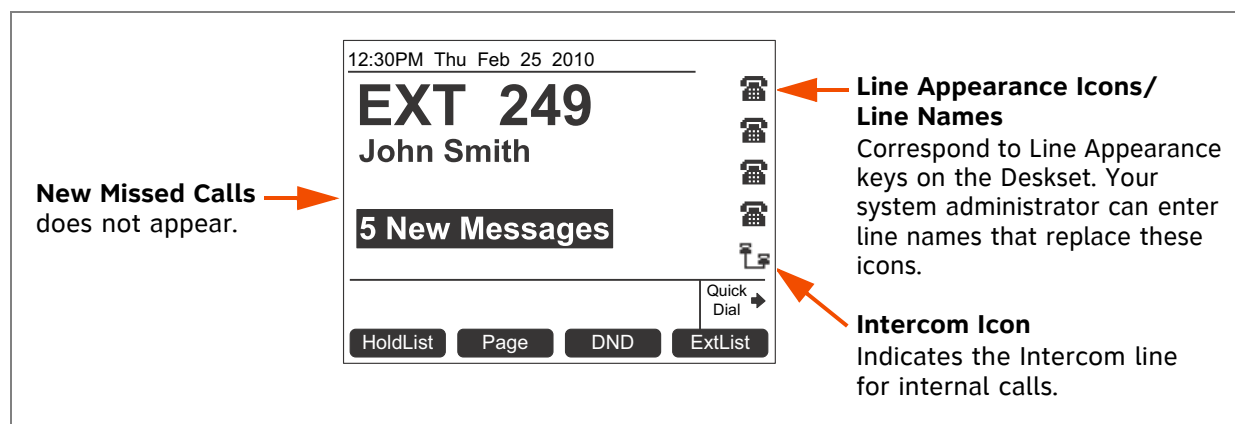 New Missed Calls
does not appear.
12:30PM Thu Feb 25 2010
EXT 249
John Smith
5 New Messages
Quick
Dial
HoldList Page DND ExtList
Line Appearance Icons/
Line Names
Correspond to Line Appearance
keys on the Deskset. Your
system administrator can enter
line names that replace these
icons.
Intercom Icon
Indicates the Intercom line
for internal calls.